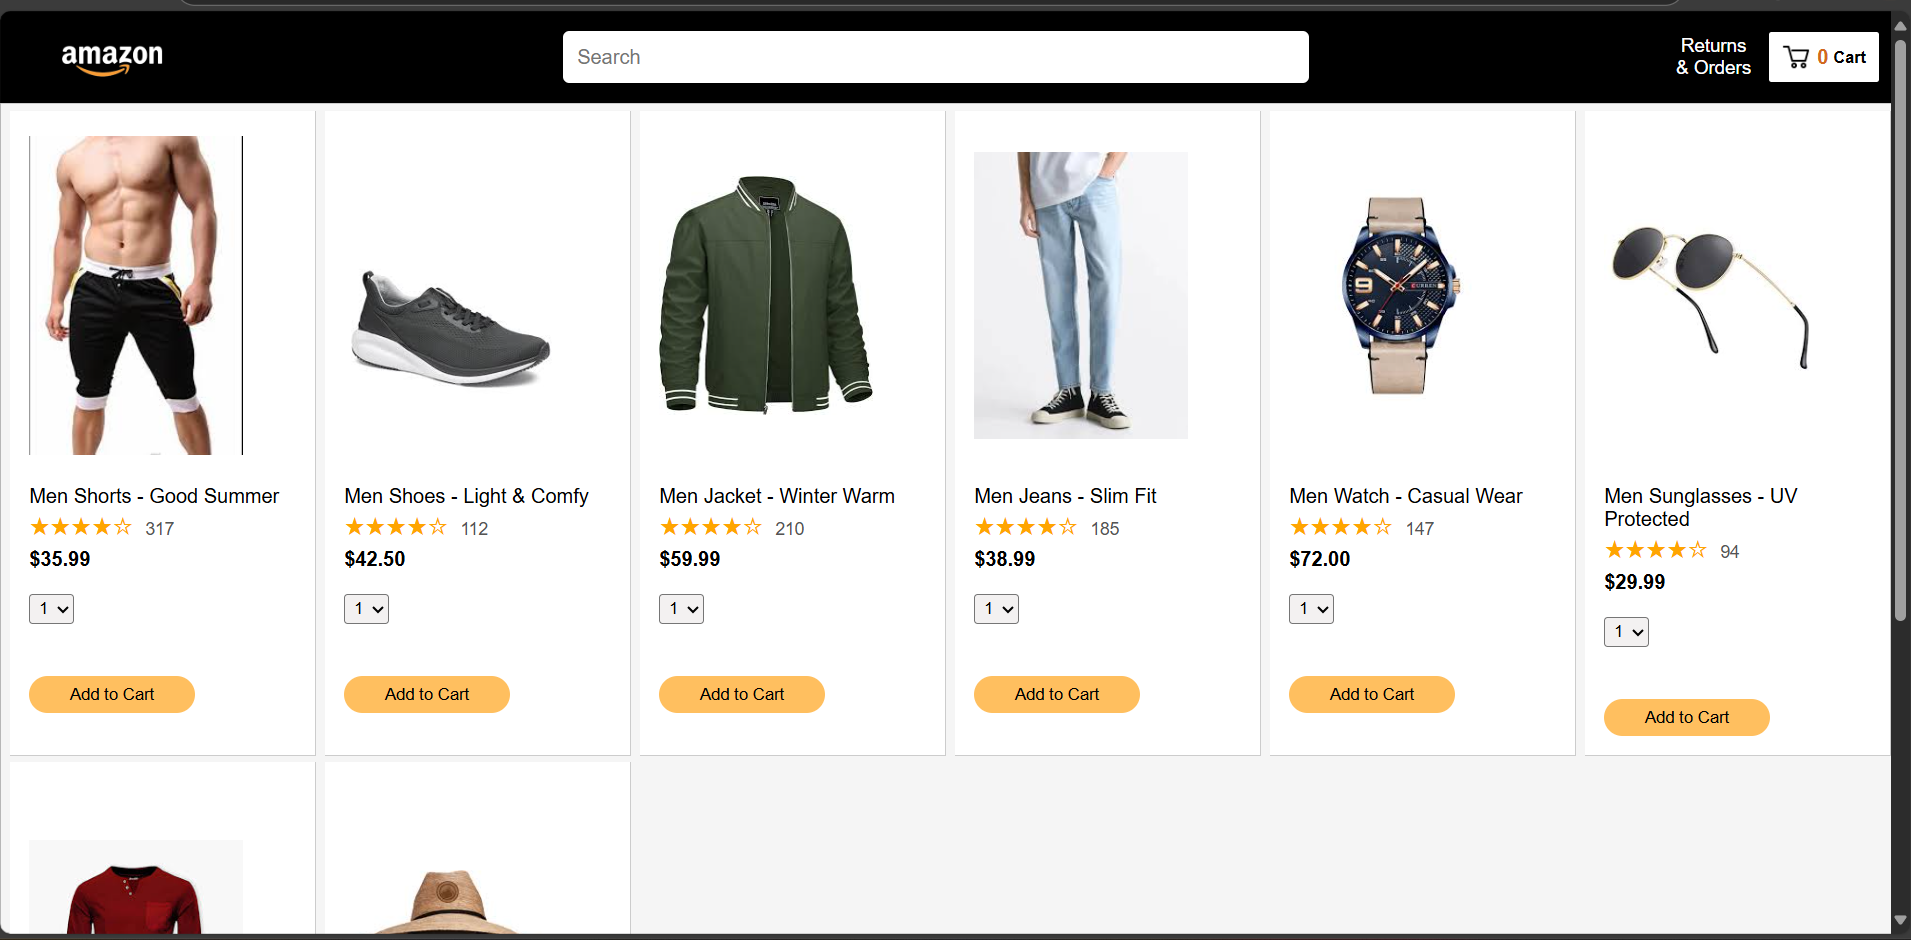 amazon
Search
Returns
& Orders
0 Cart
Men Shorts - Good Summer
★★★★☆ 317
$35.99
1
Add to Cart
Men Shoes - Light & Comfy
★★★★☆ 112
$42.50
1
Add to Cart
Men Jacket - Winter Warm
★★★★☆ 210
$59.99
1
Add to Cart
Men Jeans - Slim Fit
★★★★☆ 185
$38.99
1
Add to Cart
9
CURREN
Men Watch - Casual Wear
★★★★☆ 147
$72.00
1
Add to Cart
Men Sunglasses - UV
Protected
★★★★☆ 94
$29.99
1
Add to Cart